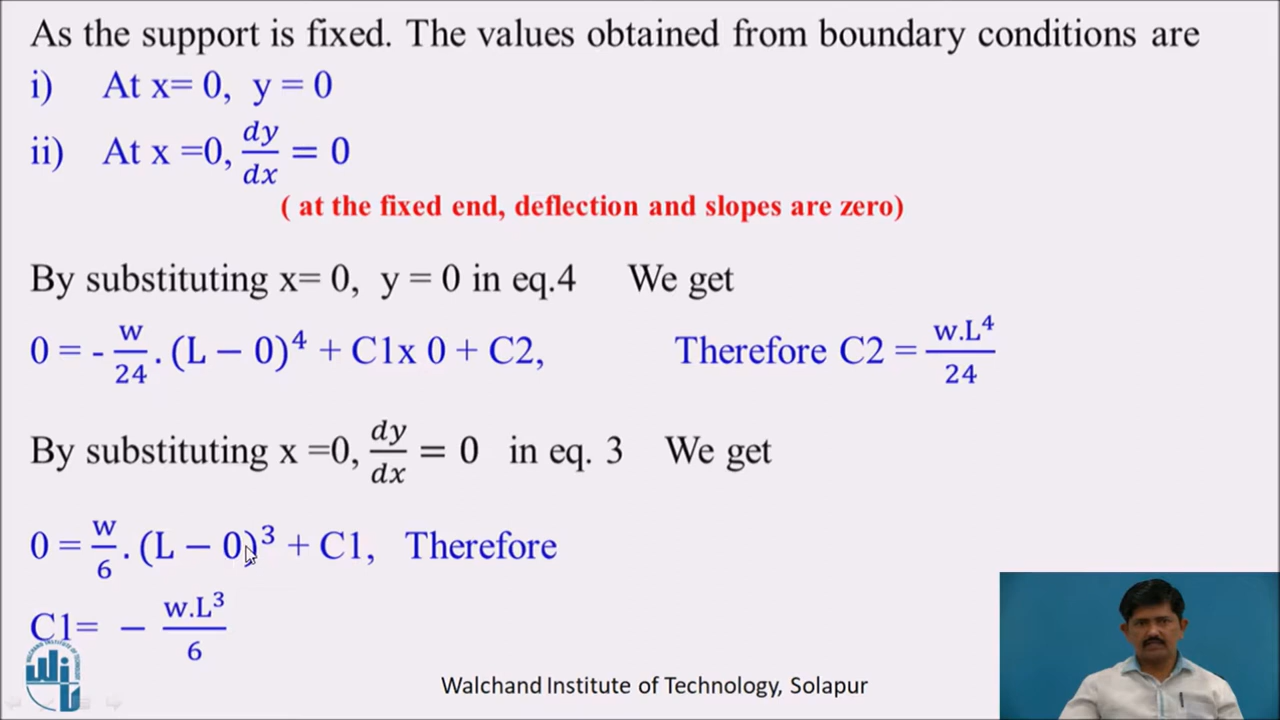 As the support is fixed. The values obtained from boundary conditions are
i) At x= 0, y = 0
ii) At x =0, dy/dx = 0
( at the fixed end, deflection and slopes are zero)
By substituting x= 0, y = 0 in eq.4 We get
0 = - w/24 . (L − 0)⁴ + C1x 0 + C2, Therefore C2 = w.L⁴/24
By substituting x =0, dy/dx = 0 in eq. 3 We get
0 = w/6 . (L − 0)³ + C1, Therefore
C1= − w.L³/6
Walchand Institute of Technology, Solapur